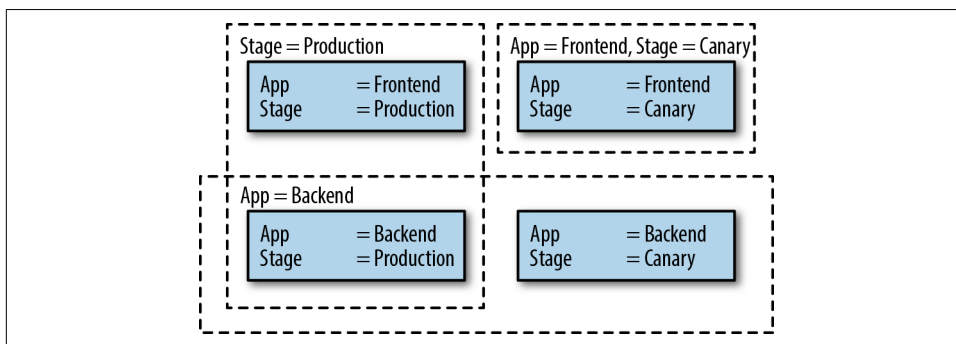 Stage = Production
App = Frontend
Stage = Production
App = Frontend, Stage = Canary
App = Frontend
Stage = Canary
App = Backend
App = Backend
Stage = Production
App = Backend
Stage = Canary